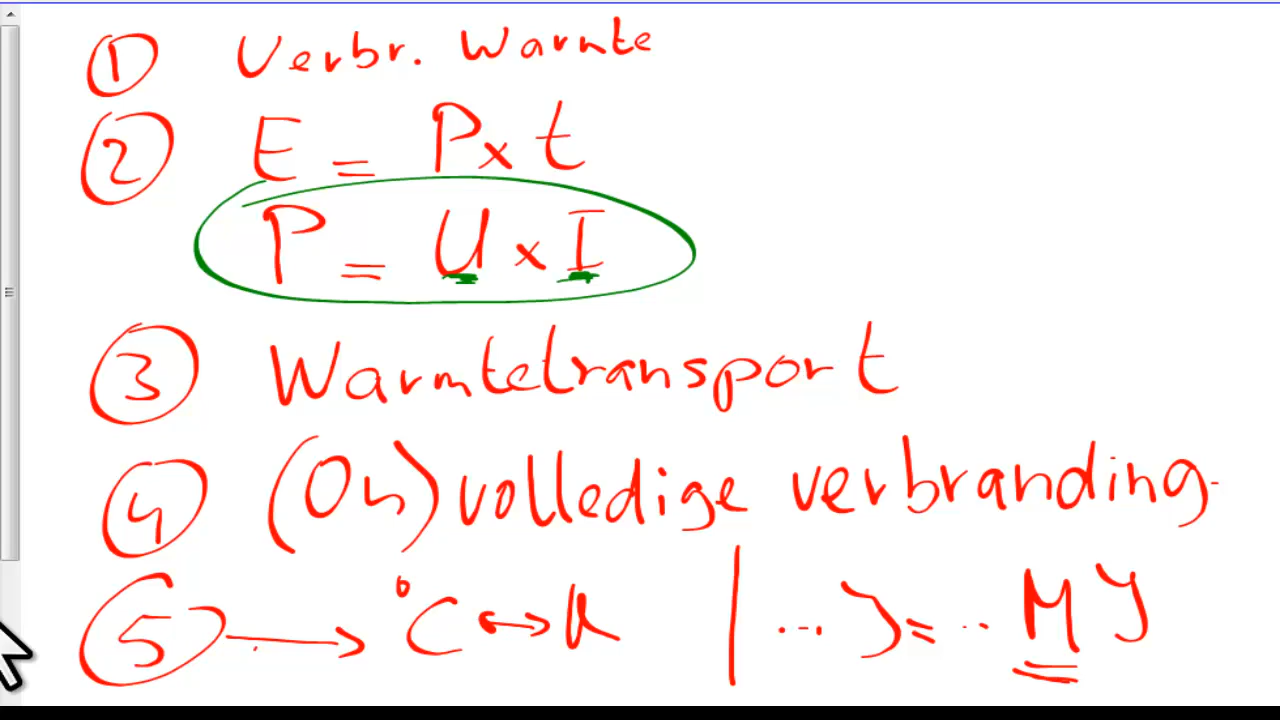 ① Verbr. Warmte
② E = P x t
P = U x I
③ Warmtetransport
④ (On)volledige verbranding.
⑤ → °C ↔ K | ... J = .. MJ